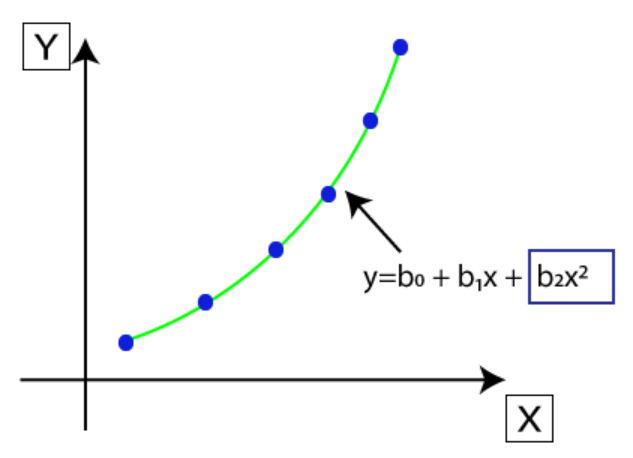 Y
y=b₀ + b₁x + b₂x²
X